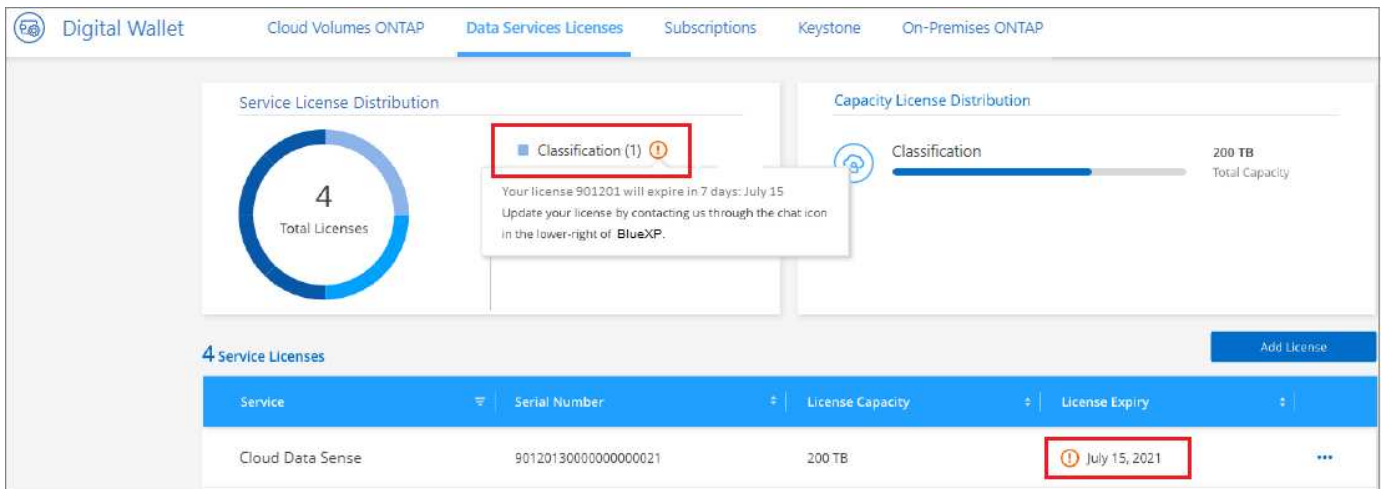 Digital Wallet
Cloud Volumes ONTAP
Data Services Licenses
Subscriptions
Keystone
On-Premises ONTAP
Service License Distribution
4
Total Licenses
Classification (1)
Your license 901201 will expire in 7 days: July 15
Update your license by contacting us through the chat icon
in the lower-right of BlueXP.
Capacity License Distribution
Classification
200 TB
Total Capacity
4 Service Licenses
Add License
Service
Serial Number
License Capacity
License Expiry
Cloud Data Sense
90120130000000000021
200 TB
July 15, 2021